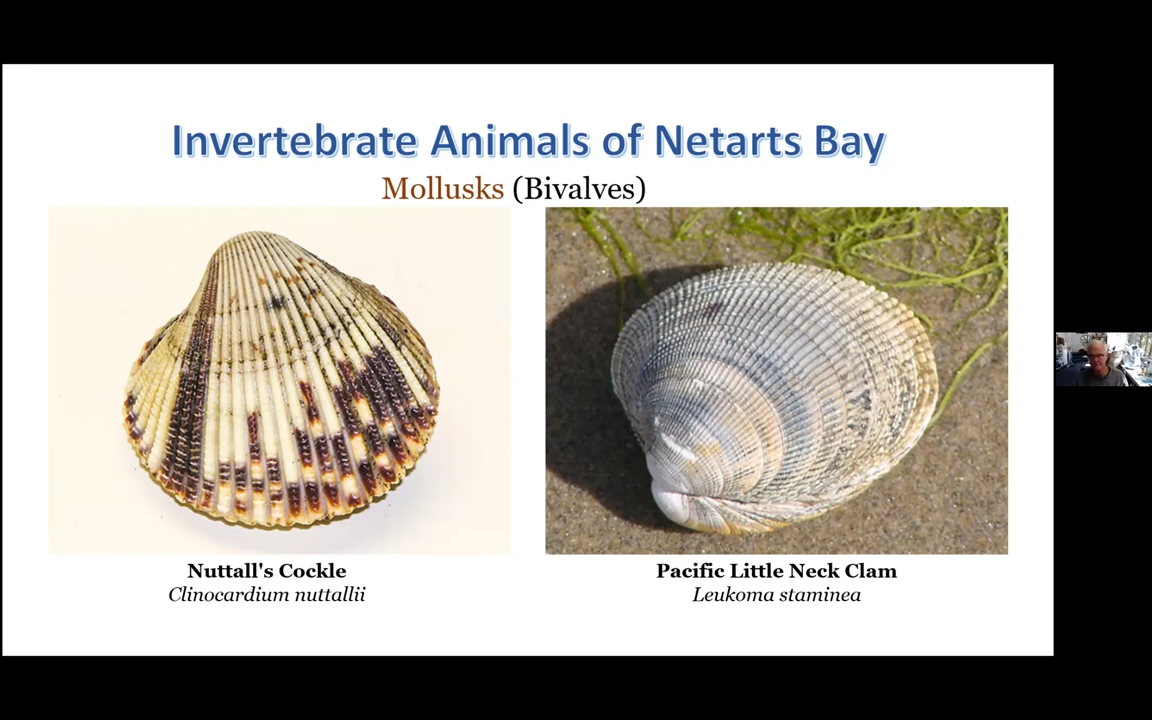 Invertebrate Animals of Netarts Bay
Mollusks (Bivalves)
Nuttall's Cockle
Clinocardium nuttallii
Pacific Little Neck Clam
Leukoma staminea